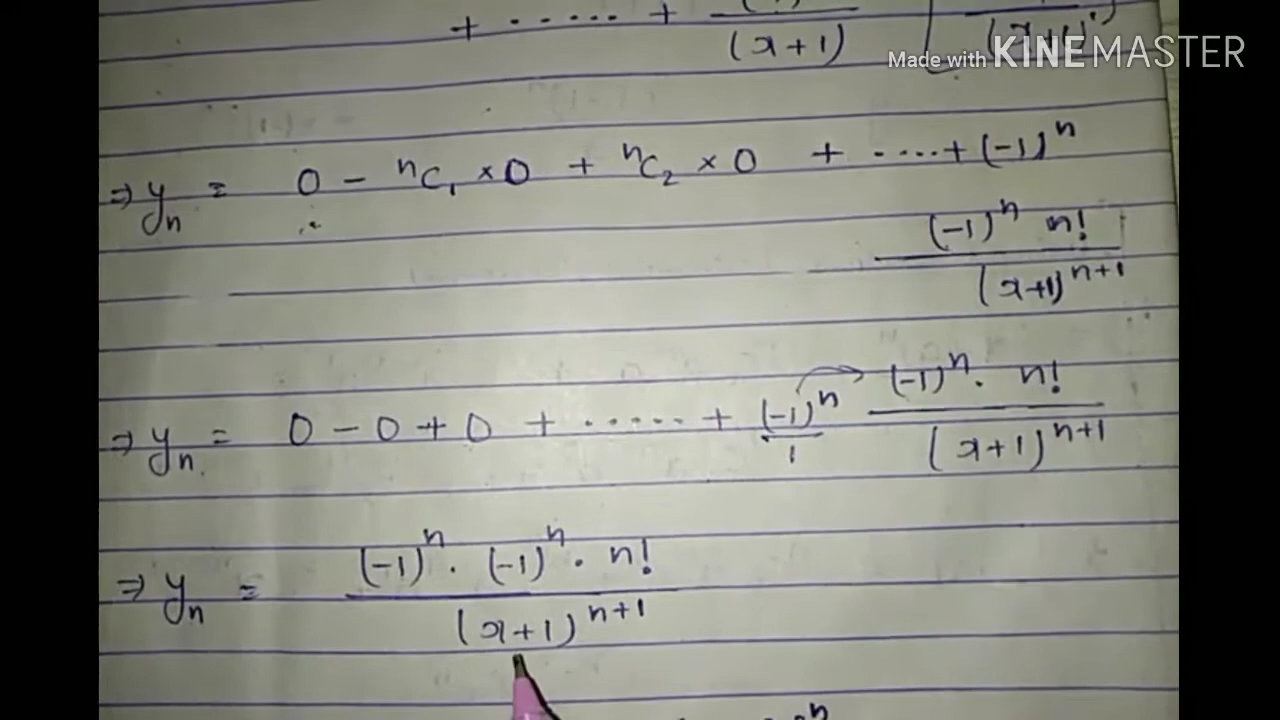 + ..... + (x+1)
Made with KINEMASTER
⇒ yₙ = 0 - ⁿC₁ × 0 + ⁿC₂ × 0 + ....+ (-1)ⁿ
(-1)ⁿ n!
(x+1)ⁿ⁺¹
⇒ yₙ = 0 - 0 + 0 + ..... + (-1)ⁿ/1 (-1)ⁿ. n!/(x+1)ⁿ⁺¹
⇒ yₙ = (-1)ⁿ . (-1)ⁿ . n!
(x+1)ⁿ⁺¹